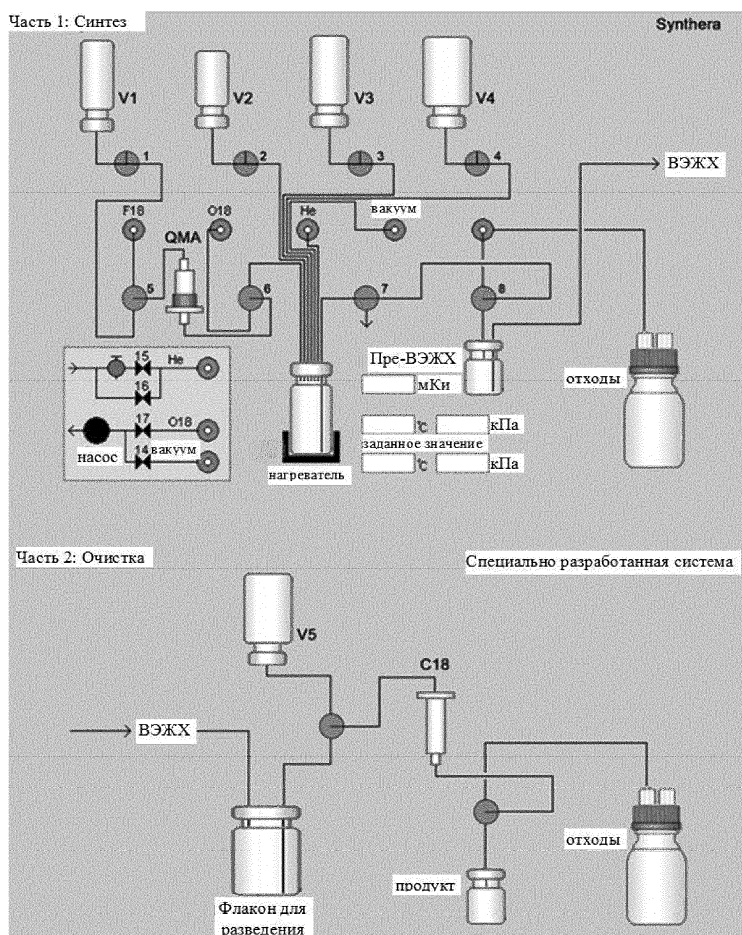 Часть 1: Синтез
Synthera
V1
V2
V3
V4
1
2
3
4
ВЭЖХ
F18
O18
He
вакуум
QMA
5
6
7
8
Пре-ВЭЖХ
мКи
отходы
15
He
16
17
O18
насос
14
вакуум
°C
кПа
заданное значение
°C
кПа
нагреватель
Часть 2: Очистка
Специально разработанная система
V5
C18
ВЭЖХ
отходы
продукт
Флакон для
разведения